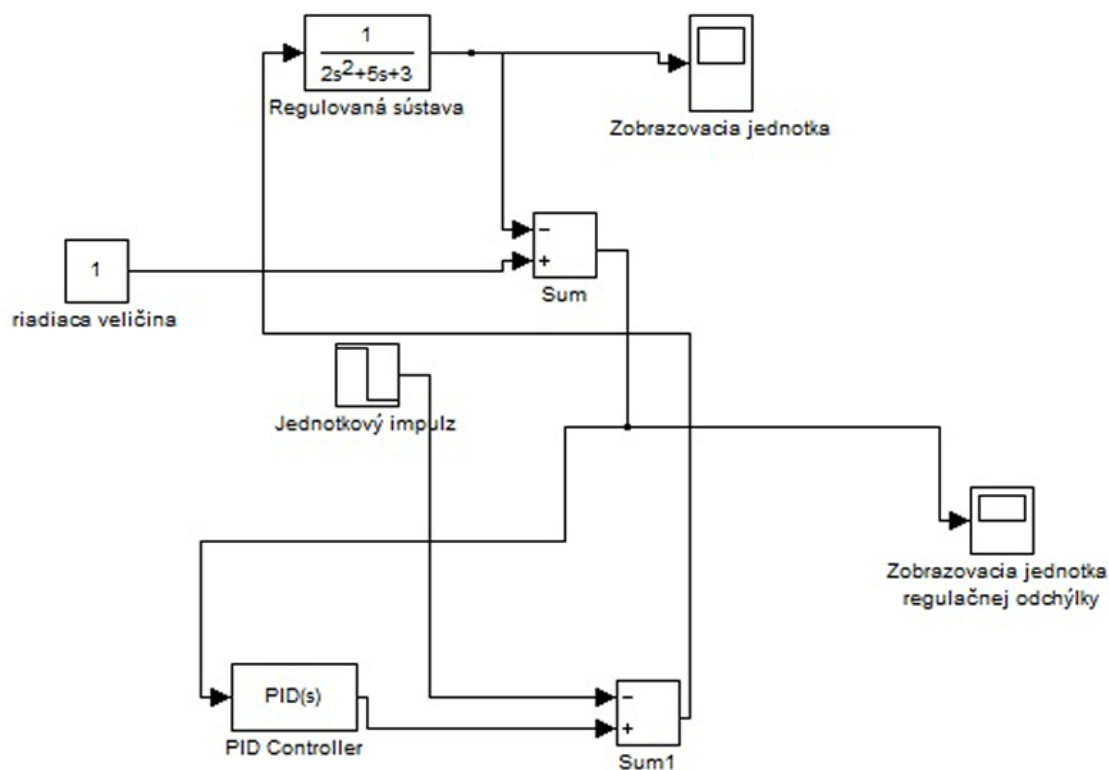 1
2s²+5s+3
Regulovaná sústava
Zobrazovacia jednotka
−
+
Sum
1
riadiaca veličina
Jednotkový impulz
Zobrazovacia jednotka
regulačnej odchýlky
PID(s)
PID Controller
−
+
Sum1